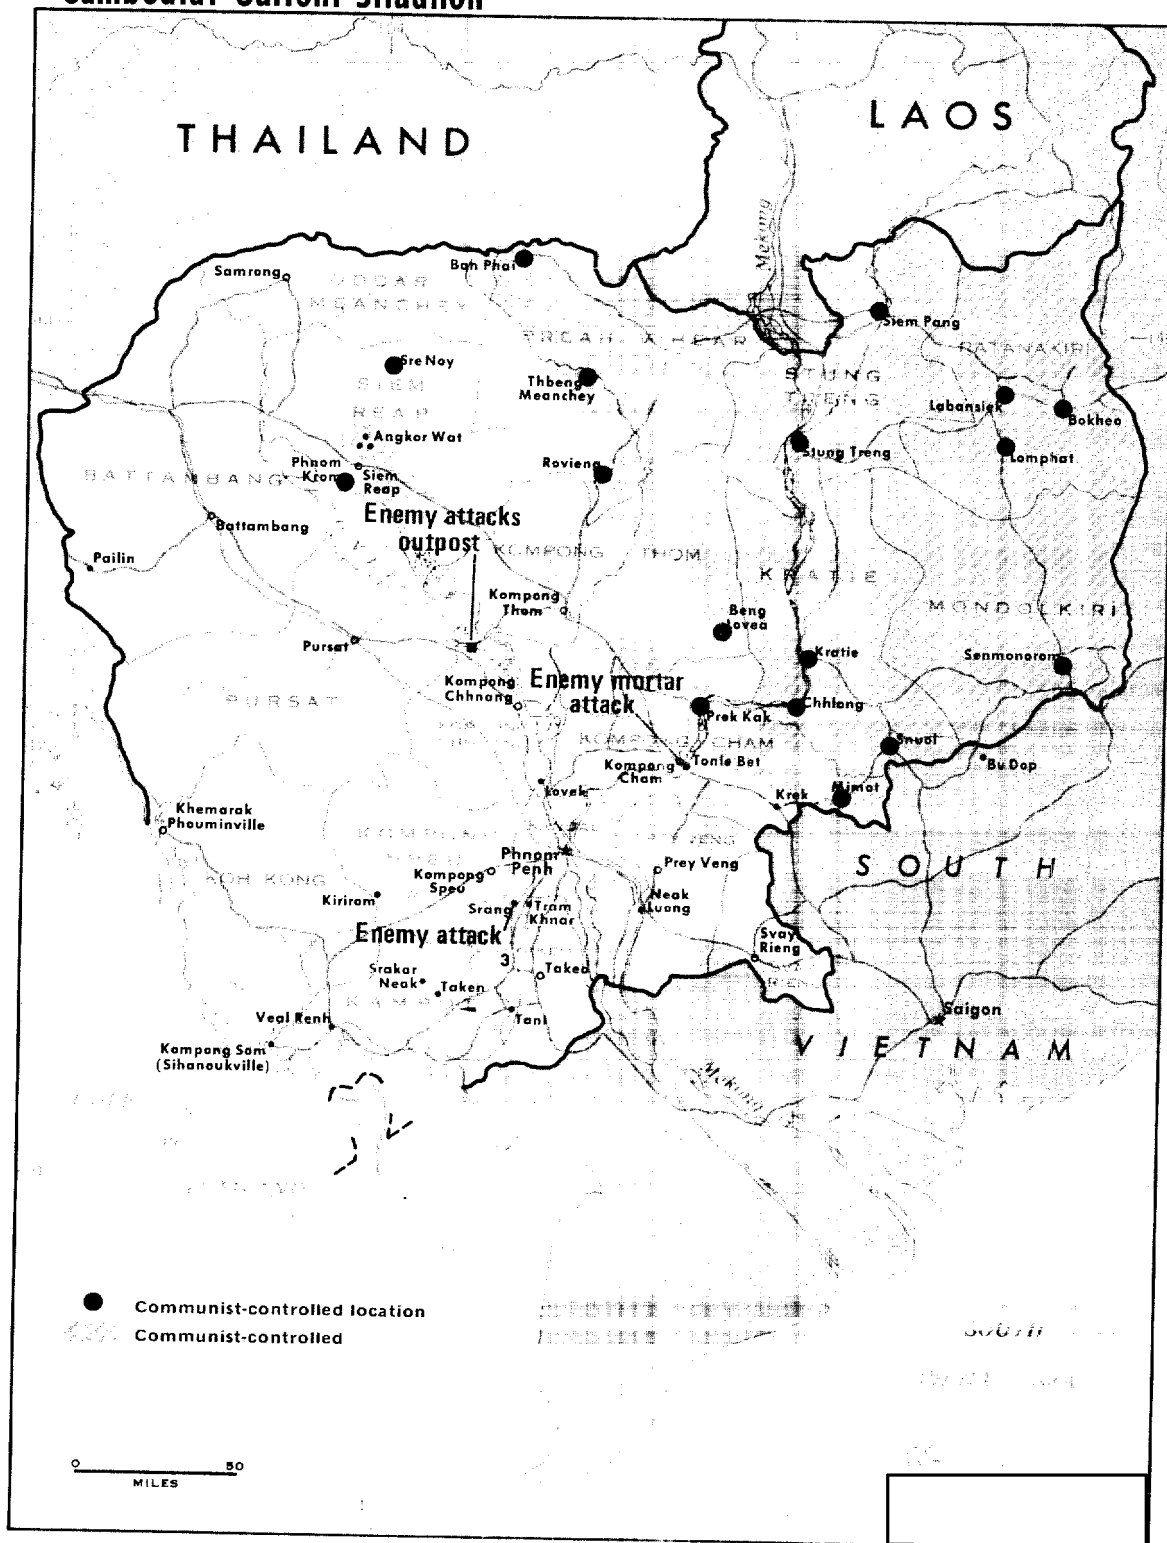 Cambodia: Current Situation
THAILAND
LAOS
Mekong
Samrong
Ban Phai
ODDAR
MEANCHEY
Siem Pang
PREAH
HEAR
RATANAKIRI
Sre Noy
SIEM
REAP
Thbeng
Meanchey
STUNG
TRENG
Labansiek
Bokheo
Angkor Wat
Phnom
Krom
Siem
Reap
Rovieng
Stung Treng
Lomphat
BATTAMBANG
Battambang
Enemy attacks
outpost
Pailin
KOMPONG THOM
KRATIE
MONDOLKIRI
Kompong
Thom
Beng
Lovea
Pursat
Kratie
Senmonorom
PURSAT
Kompong
Chhnang
Enemy mortar
attack
Prek Kak
Chhlong
KOMPONG CHAM
Snuol
Bu Dop
Kompong
Cham
Tonle Bet
Lovek
Krek
Mimot
Khemarak
Phouminville
Phnom
Penh
Prey Veng
SOUTH
KOH KONG
Kompong
Speu
Kirirom
Srang
Tram
Khnar
Neak
Luong
Enemy attack
Svay
Rieng
3
Srakar
Neak
Taken
Takeo
Veal Renh
Tani
Saigon
Kompong Som
(Sihanoukville)
VIETNAM
Mekong
Communist-controlled location
Communist-controlled
SOUTH
0 50
MILES